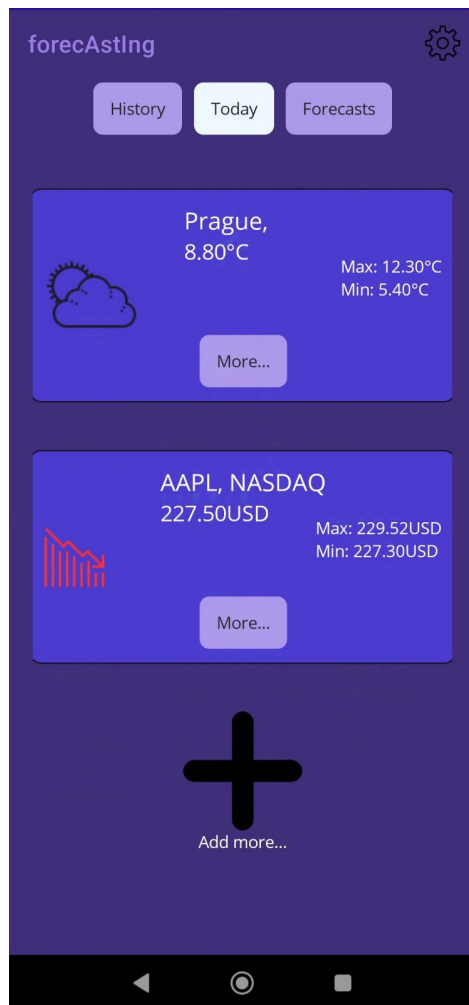 forecAstIng
History
Today
Forecasts
Prague,
8.80°C
Max: 12.30°C
Min: 5.40°C
More...
AAPL, NASDAQ
227.50USD
Max: 229.52USD
Min: 227.30USD
More...
Add more...